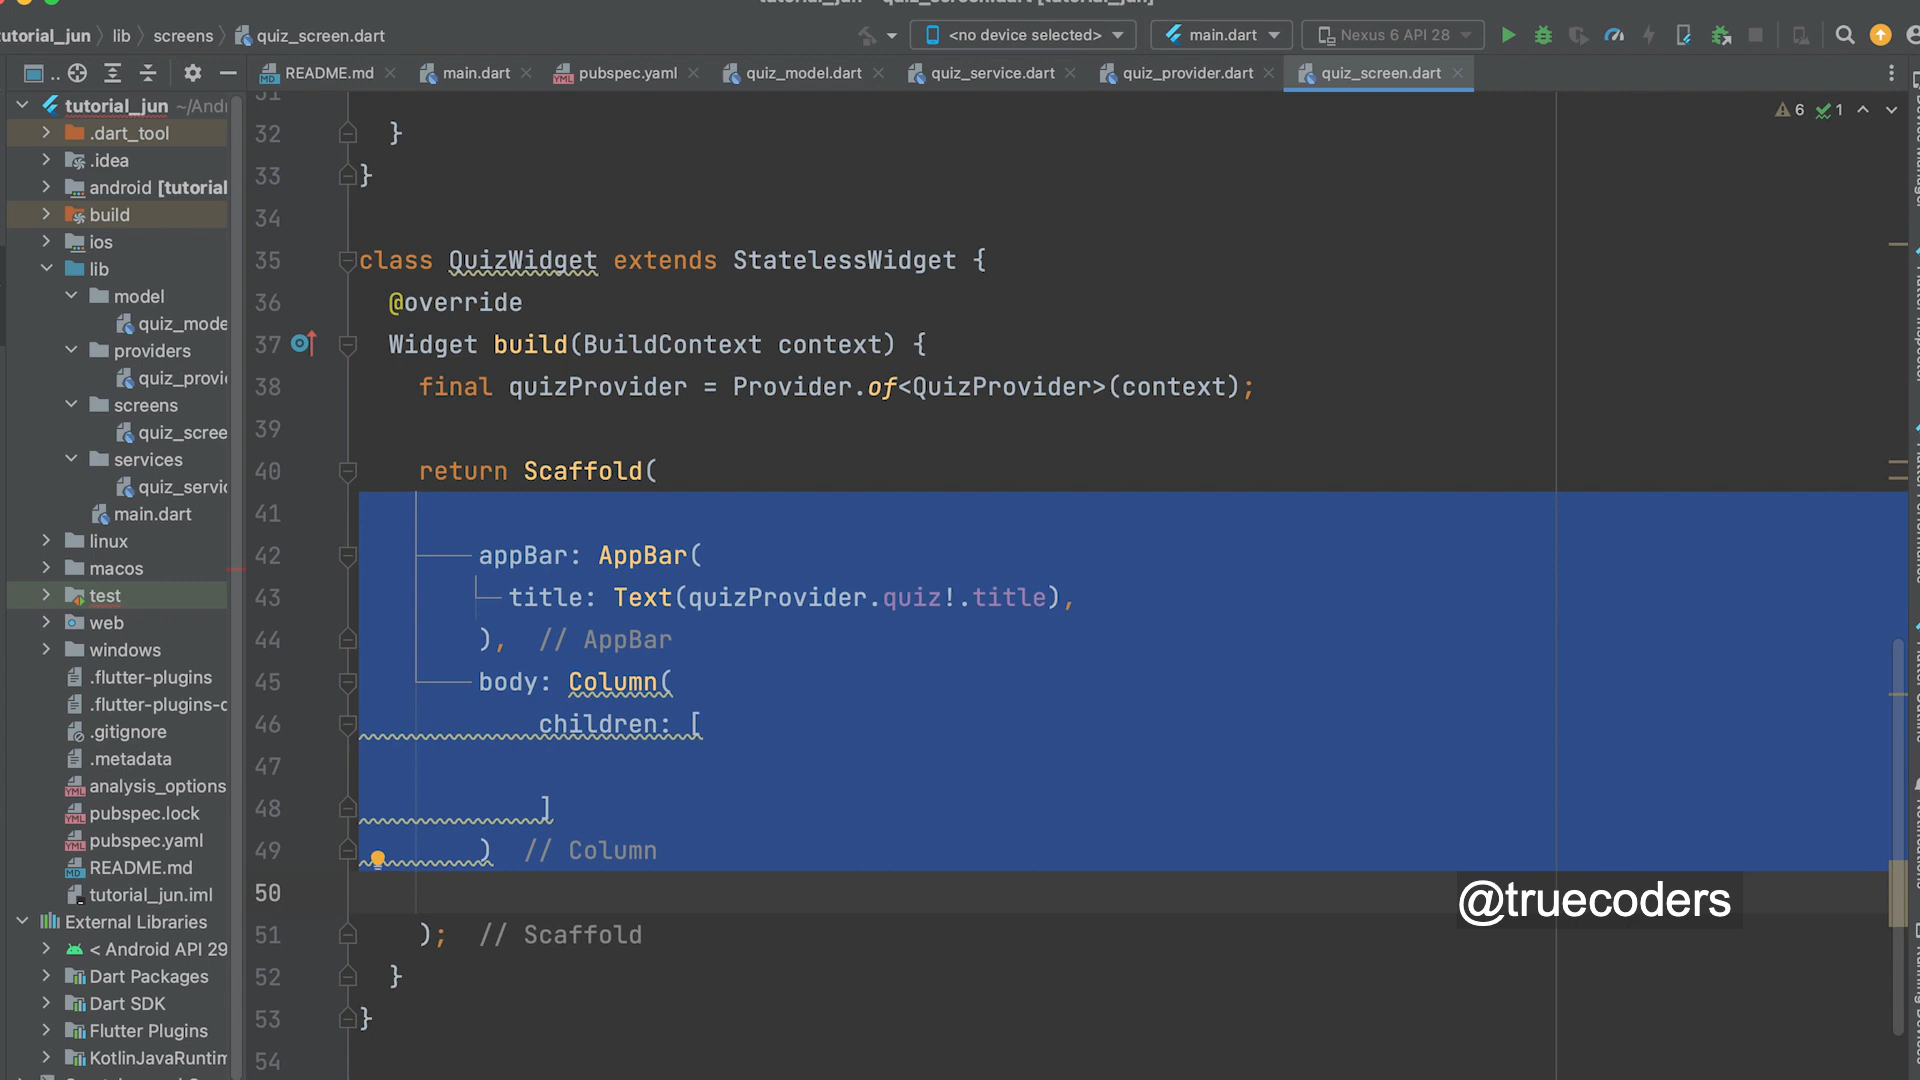 tutorial_jun
lib
screens
quiz_screen.dart
<no device selected>
main.dart
Nexus 6 API 28
..
README.md
main.dart
pubspec.yaml
quiz_model.dart
quiz_service.dart
quiz_provider.dart
quiz_screen.dart
tutorial_jun ~/Andr
.dart_tool
.idea
android [tutorial
build
ios
lib
model
quiz_mode
providers
quiz_provi
screens
quiz_scree
services
quiz_servic
main.dart
linux
macos
test
web
windows
.flutter-plugins
.flutter-plugins-c
.gitignore
.metadata
analysis_options
pubspec.lock
pubspec.yaml
README.md
tutorial_jun.iml
External Libraries
< Android API 29
Dart Packages
Dart SDK
Flutter Plugins
KotlinJavaRuntim
6 1
31
32 }
33 }
34
35 class QuizWidget extends StatelessWidget {
36 @override
37 Widget build(BuildContext context) {
38 final quizProvider = Provider.of<QuizProvider>(context);
39
40 return Scaffold(
41
42 appBar: AppBar(
43 title: Text(quizProvider.quiz!.title),
44 ), // AppBar
45 body: Column(
46 children: [
47
48 ]
49 ) // Column
50
51 ); // Scaffold
52 }
53 }
54
@truecoders